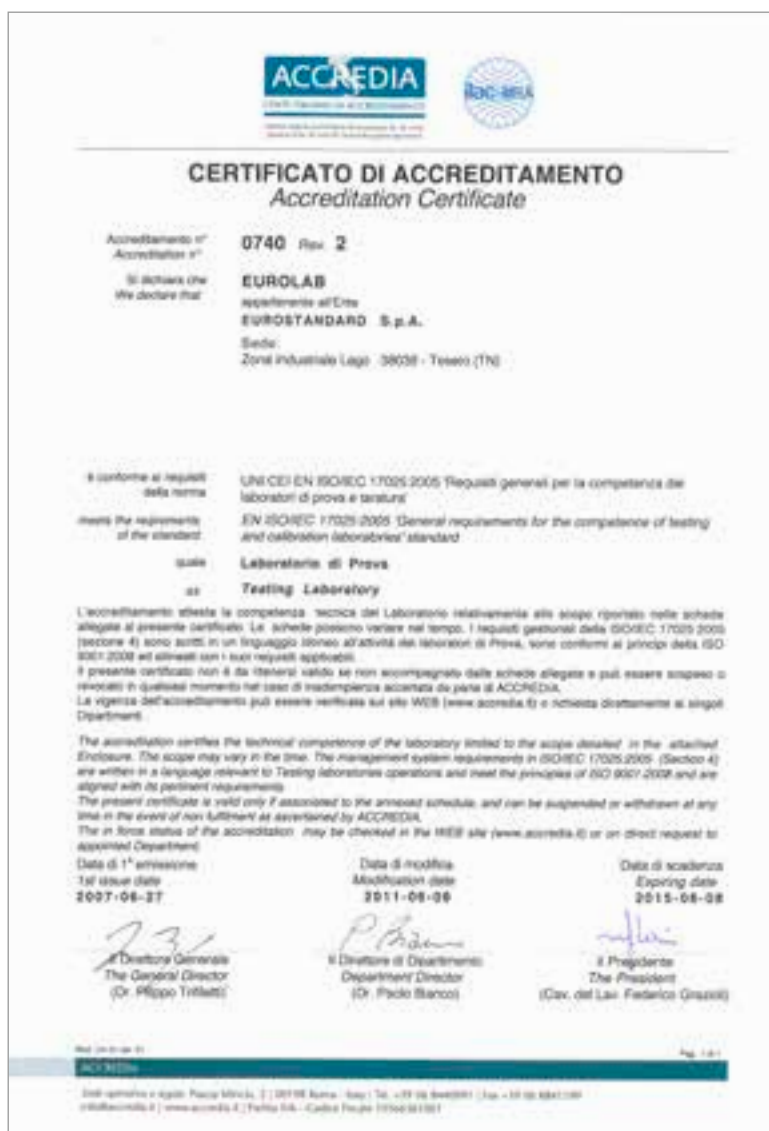 ACCREDIA
L'ENTE ITALIANO DI ACCREDITAMENTO
ilac-MRA
CERTIFICATO DI ACCREDITAMENTO
Accreditation Certificate
Accreditamento n°
Accreditation n°
0740 Rev. 2
Si dichiara che
We declare that
EUROLAB
appartenente all'Ente
EUROSTANDARD S.p.A.
Sede:
Zona Industriale Lago 38038 - Tesero (TN)
è conforme ai requisiti
della norma
UNI CEI EN ISO/IEC 17025:2005 'Requisiti generali per la competenza dei
laboratori di prova e taratura'
meets the requirements
of the standard
EN ISO/IEC 17025:2005 'General requirements for the competence of testing
and calibration laboratories' standard
quale
Laboratorio di Prova
as
Testing Laboratory
L'accreditamento attesta la competenza tecnica del Laboratorio relativamente allo scopo riportato nelle schede
allegate al presente certificato. Le schede possono variare nel tempo. I requisiti gestionali della ISO/IEC 17025:2005
(sezione 4) sono scritti in un linguaggio idoneo all'attività dei laboratori di Prova, sono conformi ai principi della ISO
9001:2008 ed allineati con i suoi requisiti applicabili.
Il presente certificato non è da ritenersi valido se non accompagnato dalle schede allegate e può essere sospeso o
revocato in qualsiasi momento nel caso di inadempienza accertata da parte di ACCREDIA.
La vigenza dell'accreditamento può essere verificata sul sito WEB (www.accredia.it) o richiesta direttamente ai singoli
Dipartimenti.
The accreditation certifies the technical competence of the laboratory limited to the scope detailed in the attached
Enclosure. The scope may vary in the time. The management system requirements in ISO/IEC 17025:2005 (Section 4)
are written in a language relevant to Testing laboratories operations and meet the principles of ISO 9001:2008 and are
aligned with its pertinent requirements.
The present certificate is valid only if associated to the annexed schedule, and can be suspended or withdrawn at any
time in the event of non fulfilment as ascertained by ACCREDIA.
The in force status of the accreditation may be checked in the WEB site (www.accredia.it) or on direct request to
appointed Department.
Data di 1ª emissione
1st issue date
2007-06-27
Data di modifica
Modification date
2011-06-06
Data di scadenza
Expiring date
2015-06-08
Il Direttore Generale
The General Director
(Dr. Filippo Trifiletti)
Il Direttore di Dipartimento
Department Director
(Dr. Paolo Bianco)
Il Presidente
The President
(Cav. del Lav. Federico Grazioli)
Pag. 1 di 1
ACCREDIA